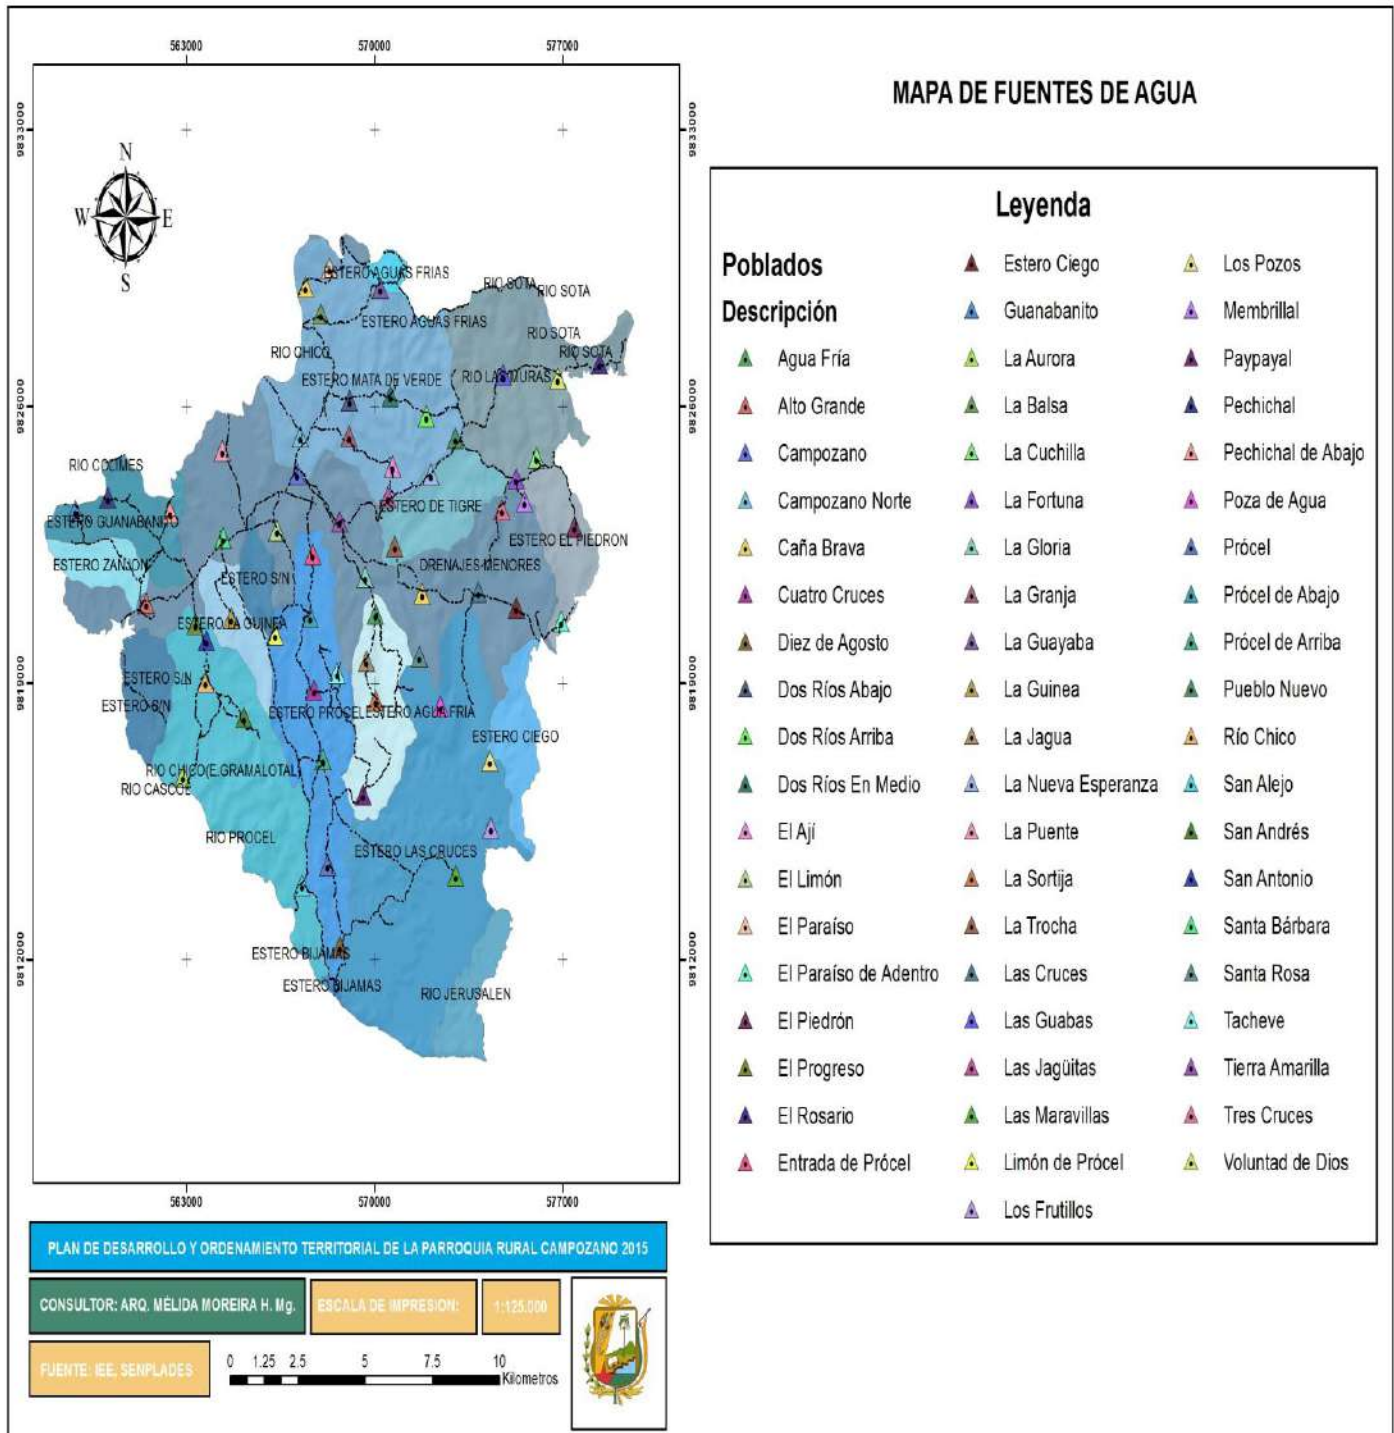 563000 570000 577000
MAPA DE FUENTES DE AGUA
9833000 9833000
N
W E
S
Leyenda
Poblados
Descripción
Agua Fría
Alto Grande
Campozano
Campozano Norte
Caña Brava
Cuatro Cruces
Diez de Agosto
Dos Ríos Abajo
Dos Ríos Arriba
Dos Ríos En Medio
El Ají
El Limón
El Paraíso
El Paraíso de Adentro
El Piedrón
El Progreso
El Rosario
Entrada de Prócel
Estero Ciego
Guanabanito
La Aurora
La Balsa
La Cuchilla
La Fortuna
La Gloria
La Granja
La Guayaba
La Guinea
La Jagua
La Nueva Esperanza
La Puente
La Sortija
La Trocha
Las Cruces
Las Guabas
Las Jagüitas
Las Maravillas
Limón de Prócel
Los Frutillos
Los Pozos
Membrillal
Paypayal
Pechichal
Pechichal de Abajo
Poza de Agua
Prócel
Prócel de Abajo
Prócel de Arriba
Pueblo Nuevo
Río Chico
San Alejo
San Andrés
San Antonio
Santa Bárbara
Santa Rosa
Tacheve
Tierra Amarilla
Tres Cruces
Voluntad de Dios
ESTERO AGUAS FRIAS
RIO SOTA
RIO SOTA
ESTERO AGUAS FRIAS
RIO SOTA
RIO CHICO
RIO SOTA
ESTERO MATA DE VERDE
RIO LAS MURAS
9826000 9826000
RIO COLIMES
ESTERO DE TIGRE
ESTERO GUANABANITO
ESTERO EL PIEDRON
ESTERO ZANJON
DRENAJES MENORES
ESTERO S/N
ESTERO LA GUINEA
9819000 9819000
ESTERO S/N
ESTERO S/N
ESTERO PROCEL
ESTERO AGUA FRIA
ESTERO CIEGO
RIO CHICO(E.GRAMALOTAL)
RIO CASCOL
RIO PROCEL
ESTERO LAS CRUCES
9812000 9812000
ESTERO BIJAMAS
ESTERO BIJAMAS
RIO JERUSALEN
563000 570000 577000
PLAN DE DESARROLLO Y ORDENAMIENTO TERRITORIAL DE LA PARROQUIA RURAL CAMPOZANO 2015
CONSULTOR: ARQ. MÉLIDA MOREIRA H. Mg.
ESCALA DE IMPRESION:
1:125.000
FUENTE: IEE, SENPLADES
0 1.25 2.5 5 7.5 10
Kilometros